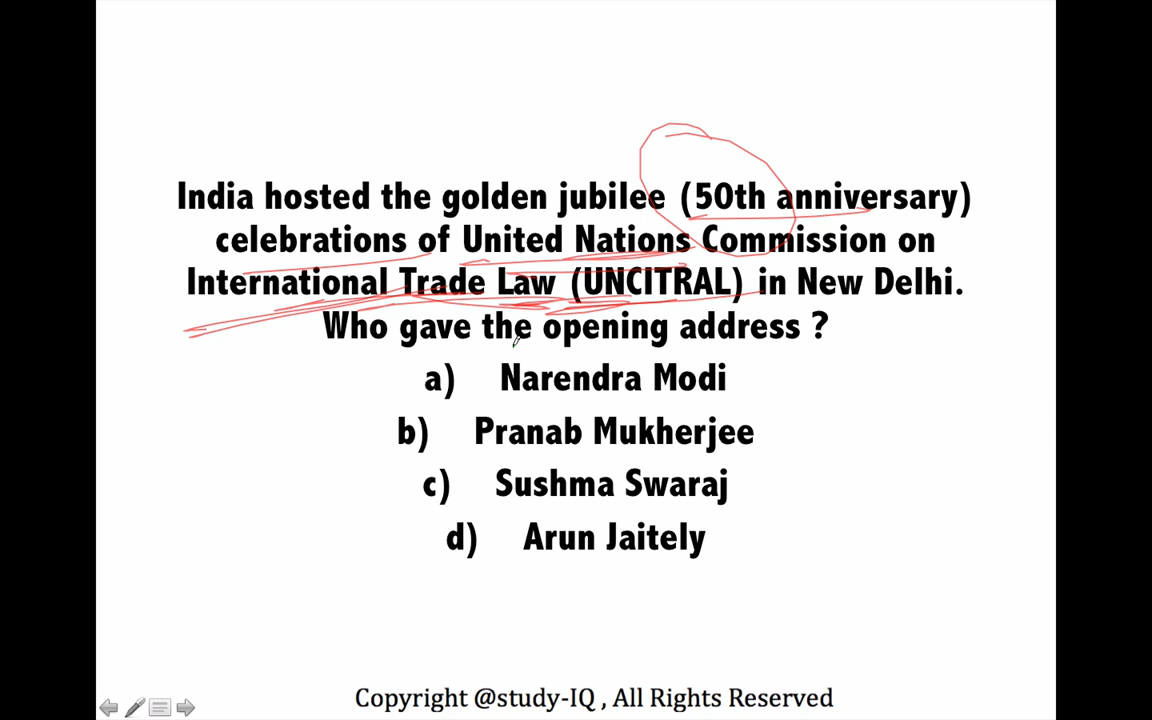 India hosted the golden jubilee (50th anniversary)
celebrations of United Nations Commission on
International Trade Law (UNCITRAL) in New Delhi.
Who gave the opening address ?
a) Narendra Modi
b) Pranab Mukherjee
c) Sushma Swaraj
d) Arun Jaitely
Copyright @study-IQ , All Rights Reserved